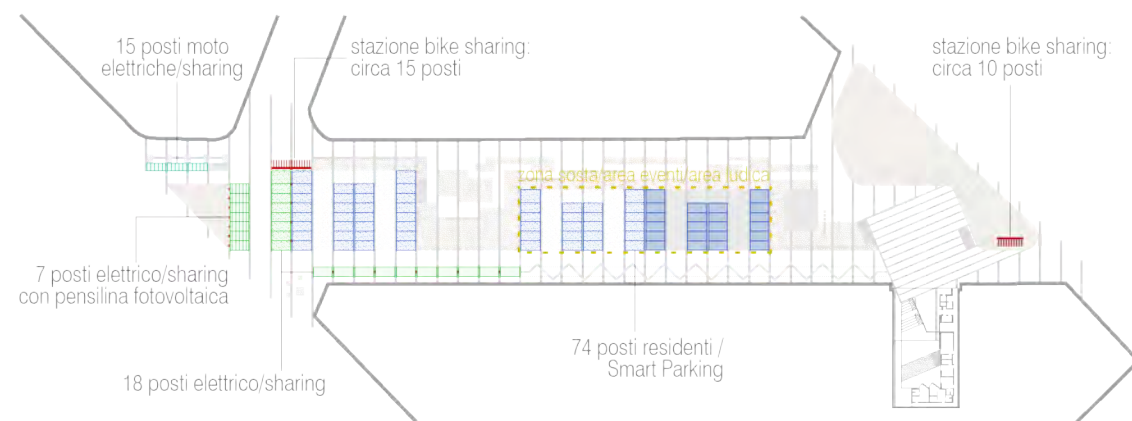 15 posti moto
elettriche/sharing
stazione bike sharing:
circa 15 posti
stazione bike sharing:
circa 10 posti
zona sosta/area eventi/area ludica
7 posti elettrico/sharing
con pensilina fotovoltaica
74 posti residenti /
Smart Parking
18 posti elettrico/sharing